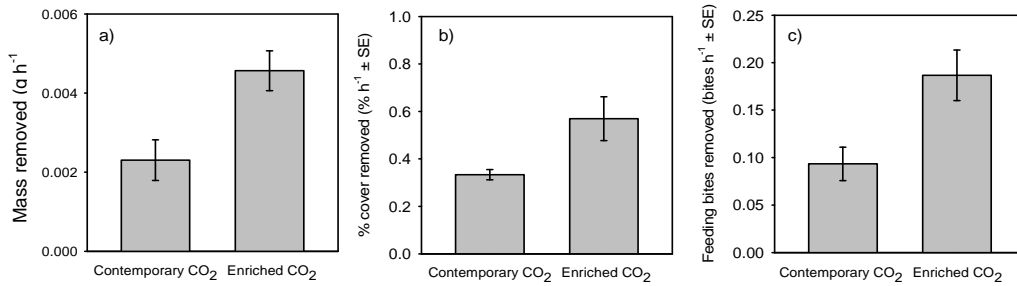 a)
Mass removed (g h⁻¹)
0.006
0.004
0.002
0.000
Contemporary CO₂ Enriched CO₂
b)
% cover removed (% h⁻¹ ± SE)
1.0
0.8
0.6
0.4
0.2
0.0
Contemporary CO₂ Enriched CO₂
c)
Feeding bites removed (bites h⁻¹ ± SE)
0.25
0.20
0.15
0.10
0.05
0.00
Contemporary CO₂ Enriched CO₂